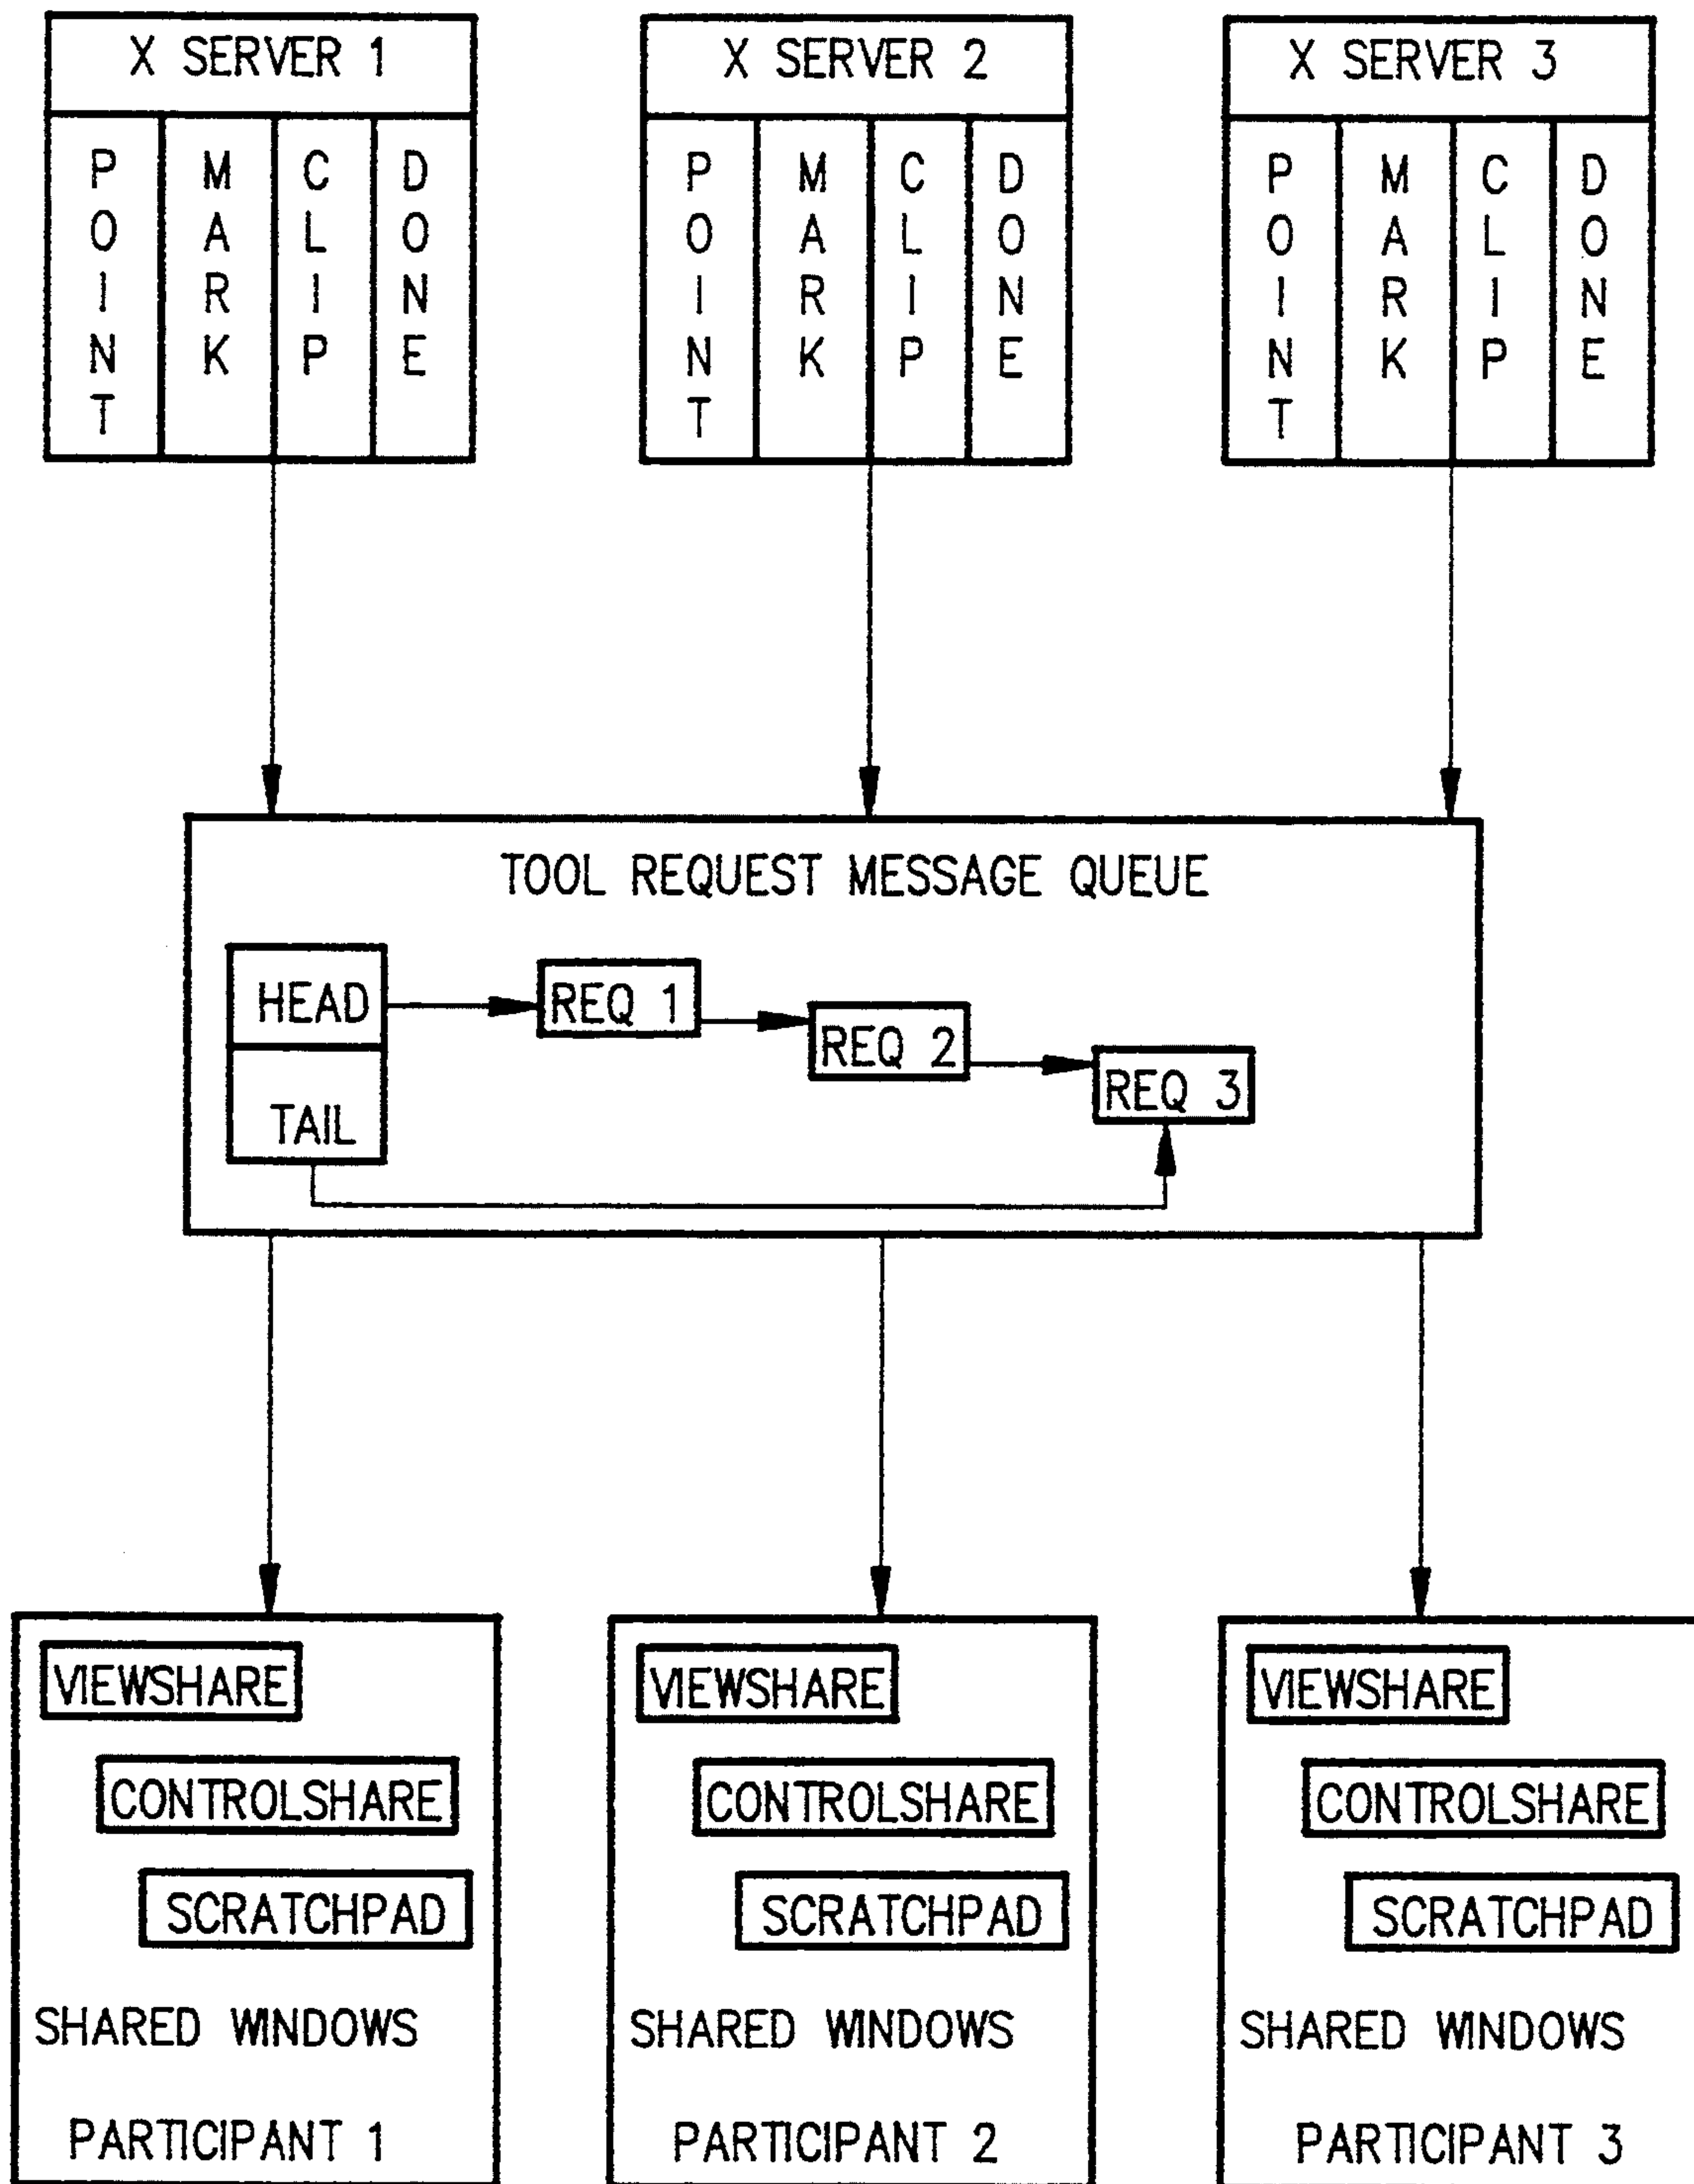 X SERVER 1
POINT
MARK
CLIP
DONE
X SERVER 2
POINT
MARK
CLIP
DONE
X SERVER 3
POINT
MARK
CLIP
DONE
TOOL REQUEST MESSAGE QUEUE
HEAD
TAIL
REQ 1
REQ 2
REQ 3
VIEWSHARE
CONTROLSHARE
SCRATCHPAD
SHARED WINDOWS
PARTICIPANT 1
VIEWSHARE
CONTROLSHARE
SCRATCHPAD
SHARED WINDOWS
PARTICIPANT 2
VIEWSHARE
CONTROLSHARE
SCRATCHPAD
SHARED WINDOWS
PARTICIPANT 3